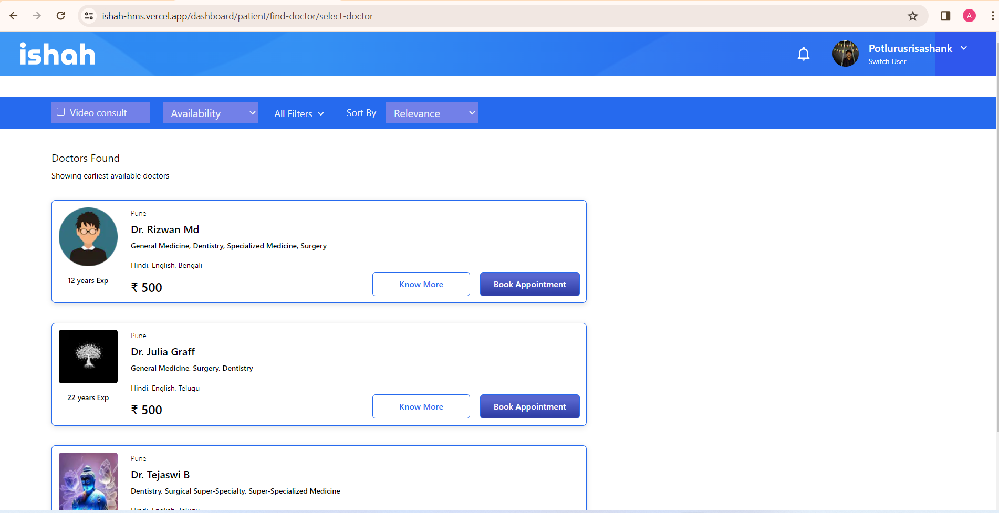 ishah-hms.vercel.app/dashboard/patient/find-doctor/select-doctor
A
ishah
Potlurusrisashank
Switch User
Video consult
Availability
All Filters
Sort By
Relevance
Doctors Found
Showing earliest available doctors
Pune
Dr. Rizwan Md
General Medicine, Dentistry, Specialized Medicine, Surgery
Hindi, English, Bengali
12 years Exp
₹ 500
Know More
Book Appointment
Pune
Dr. Julia Graff
General Medicine, Surgery, Dentistry
Hindi, English, Telugu
22 years Exp
₹ 500
Know More
Book Appointment
Pune
Dr. Tejaswi B
Dentistry, Surgical Super-Specialty, Super-Specialized Medicine
Hindi, English, Telugu